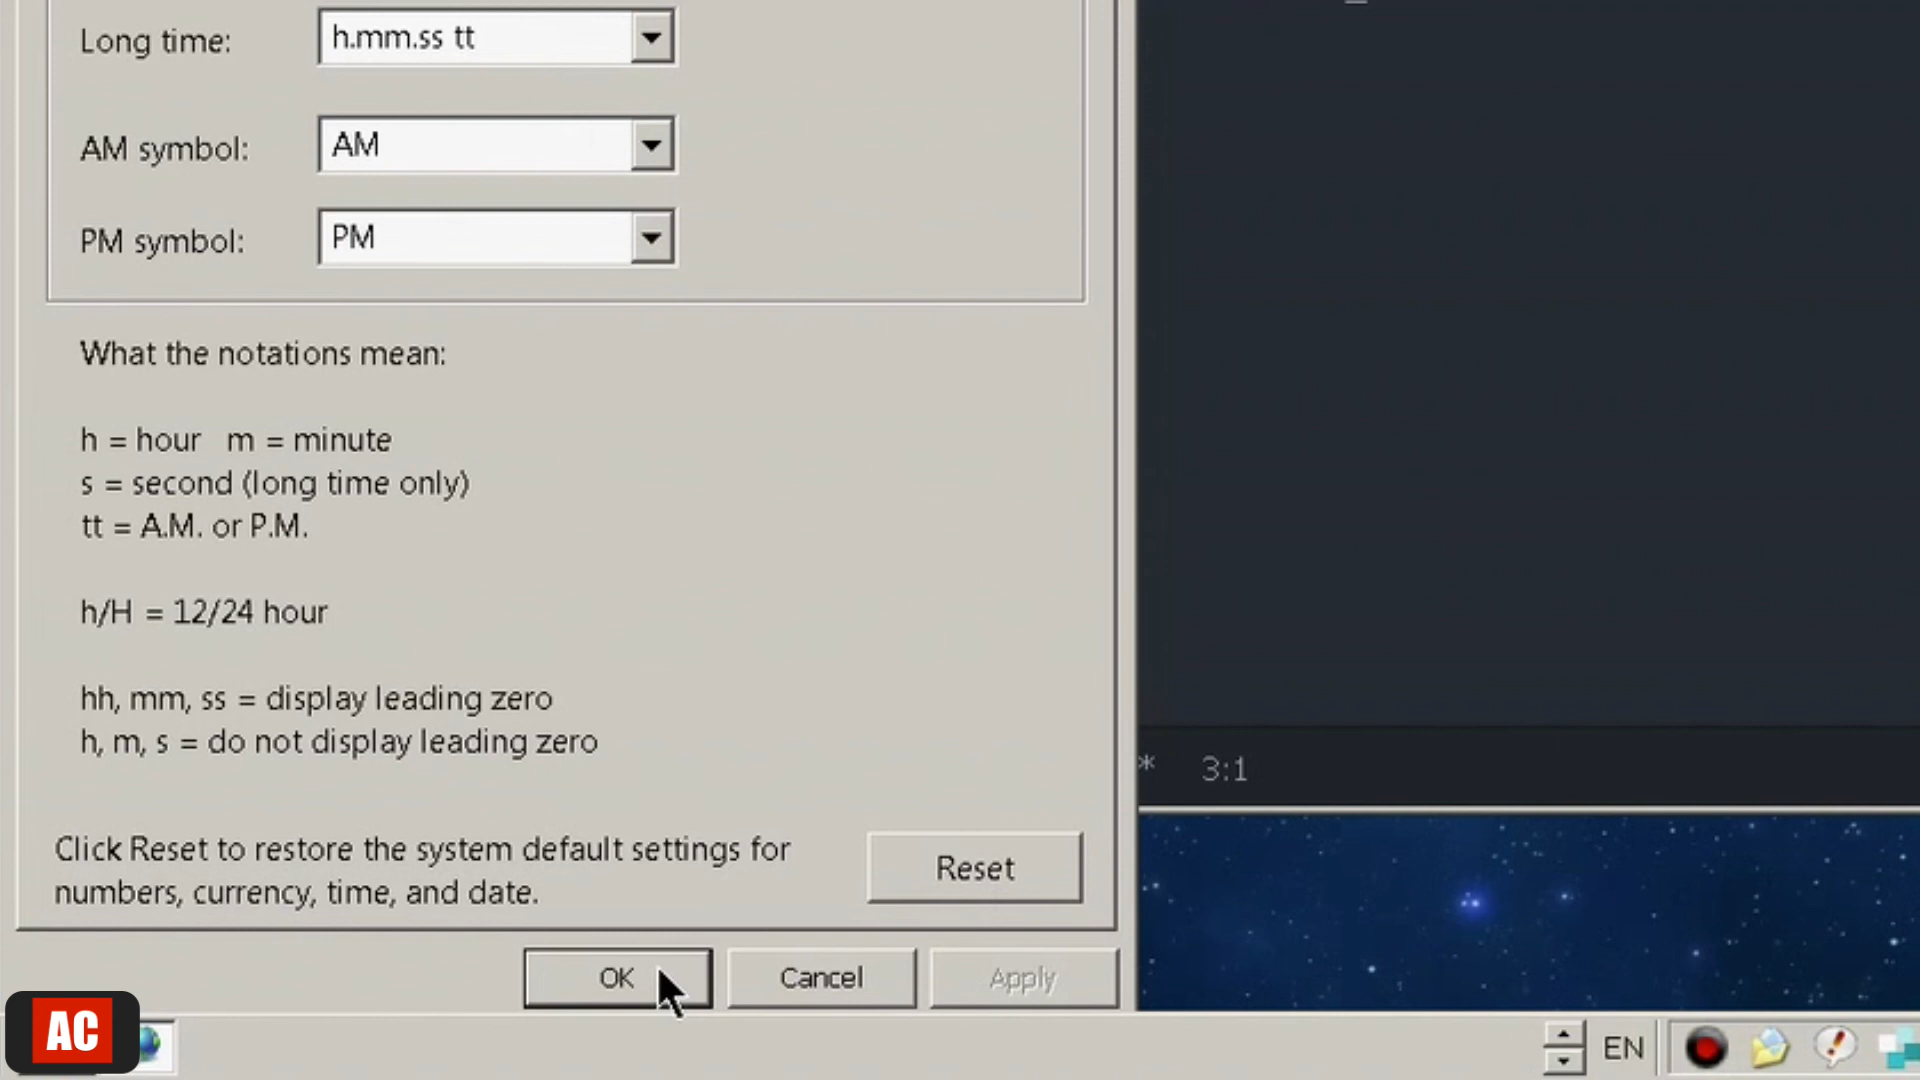 Long time: h.mm.ss tt
AM symbol: AM
PM symbol: PM
What the notations mean:
h = hour m = minute
s = second (long time only)
tt = A.M. or P.M.
h/H = 12/24 hour
hh, mm, ss = display leading zero
h, m, s = do not display leading zero
* 3:1
Click Reset to restore the system default settings for
numbers, currency, time, and date.
Reset
OK Cancel Apply
AC
EN